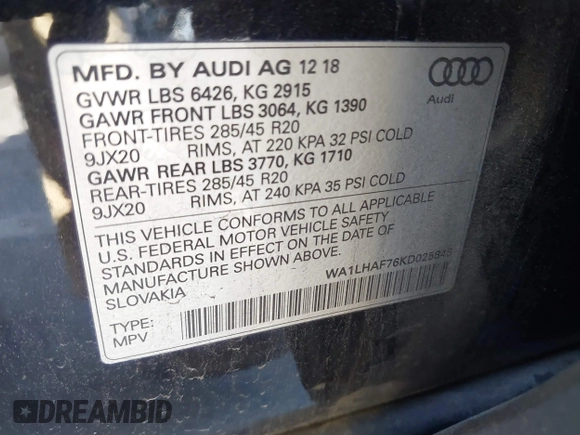 MFD. BY AUDI AG 12 18
GVWR LBS 6426, KG 2915
GAWR FRONT LBS 3064, KG 1390
FRONT-TIRES 285/45 R20
9JX20 RIMS, AT 220 KPA 32 PSI COLD
GAWR REAR LBS 3770, KG 1710
REAR-TIRES 285/45 R20
9JX20 RIMS, AT 240 KPA 35 PSI COLD
Audi
THIS VEHICLE CONFORMS TO ALL APPLICABLE
U.S. FEDERAL MOTOR VEHICLE SAFETY
STANDARDS IN EFFECT ON THE DATE OF
MANUFACTURE SHOWN ABOVE.
SLOVAKIA
TYPE:
MPV
DREAMBID